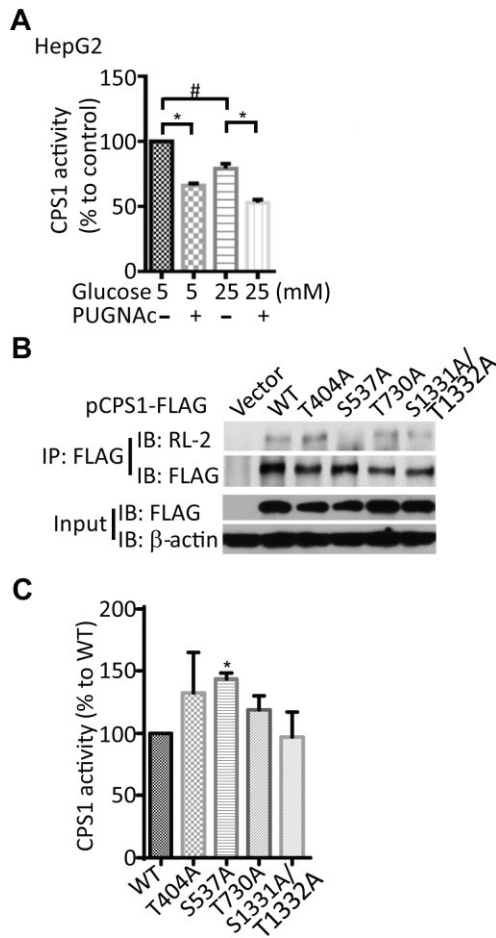 A
HepG2
CPS1 activity
(% to control)
150
100
50
0
#
*
*
Glucose 5 5 25 25 (mM)
PUGNAc – + – +
B
pCPS1-FLAG
Vector
WT
T404A
S537A
T730A
S1331A/
T1332A
IP: FLAG
IB: RL-2
IB: FLAG
Input
IB: FLAG
IB: β-actin
C
CPS1 activity (% to WT)
200
150
100
50
0
*
WT
T404A
S537A
T730A
S1331A/
T1332A